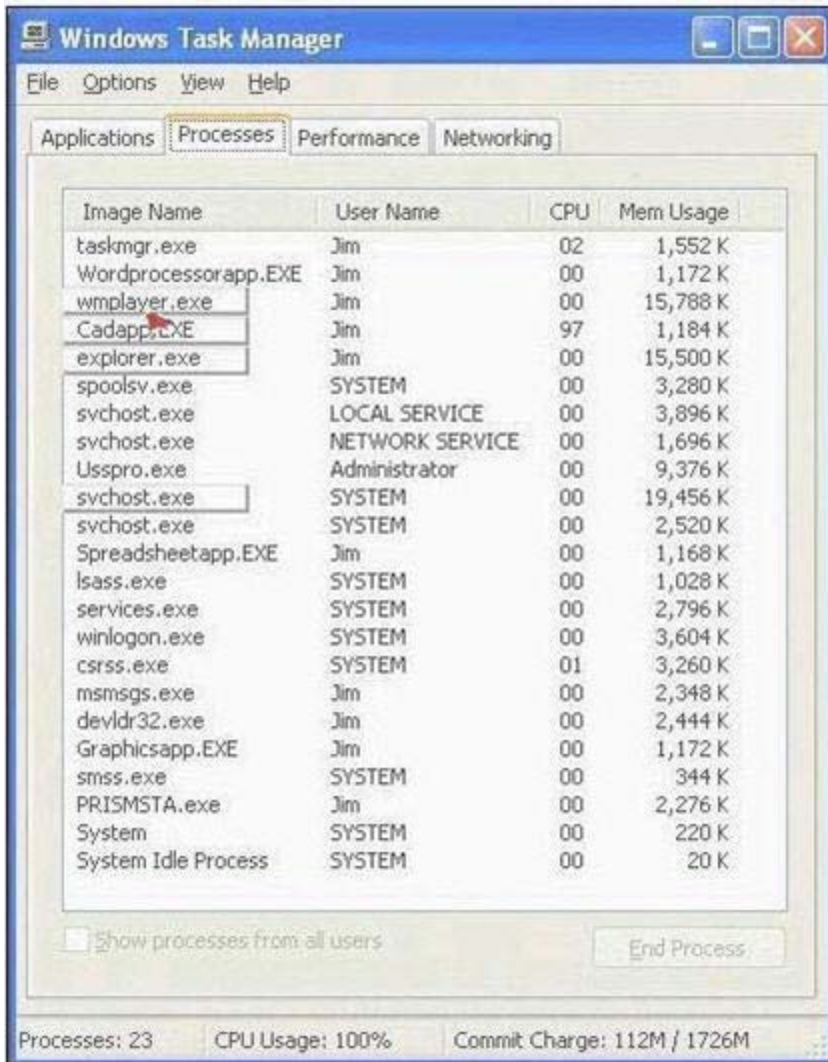 Windows Task Manager
File Options View Help
Applications Processes Performance Networking
Image Name User Name CPU Mem Usage
taskmgr.exe Jim 02 1,552 K
Wordprocessorapp.EXE Jim 00 1,172 K
wmplayer.exe Jim 00 15,788 K
Cadapp.EXE Jim 97 1,184 K
explorer.exe Jim 00 15,500 K
spoolsv.exe SYSTEM 00 3,280 K
svchost.exe LOCAL SERVICE 00 3,896 K
svchost.exe NETWORK SERVICE 00 1,696 K
Usspro.exe Administrator 00 9,376 K
svchost.exe SYSTEM 00 19,456 K
svchost.exe SYSTEM 00 2,520 K
Spreadsheetapp.EXE Jim 00 1,168 K
lsass.exe SYSTEM 00 1,028 K
services.exe SYSTEM 00 2,796 K
winlogon.exe SYSTEM 00 3,604 K
csrss.exe SYSTEM 01 3,260 K
msmsgs.exe Jim 00 2,348 K
devldr32.exe Jim 00 2,444 K
Graphicsapp.EXE Jim 00 1,172 K
smss.exe SYSTEM 00 344 K
PRISMSTA.exe Jim 00 2,276 K
System SYSTEM 00 220 K
System Idle Process SYSTEM 00 20 K
Show processes from all users End Process
Processes: 23 CPU Usage: 100% Commit Charge: 112M / 1726M